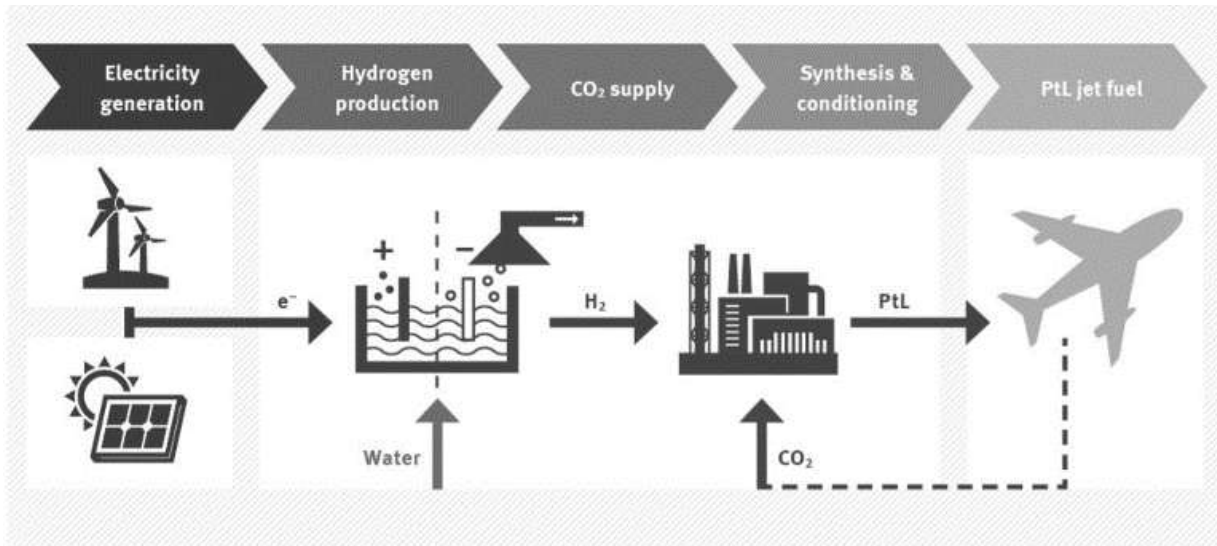 Electricity
generation
Hydrogen
production
CO₂ supply
Synthesis &
conditioning
PtL jet fuel
+
−
e⁻
H₂
PtL
Water
CO₂